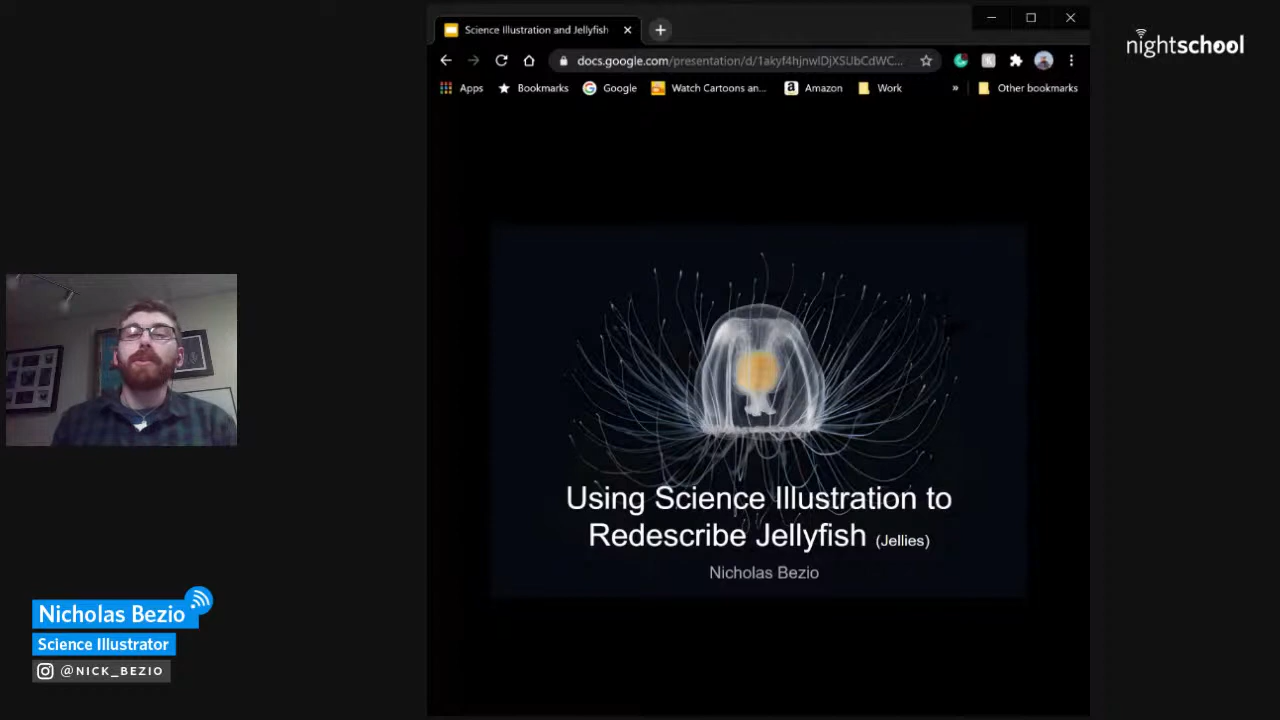 Science Illustration and Jellyfish
nightschool
docs.google.com/presentation/d/1akyf4hjnwIDjXSUbCdWC...
Apps
Bookmarks
Google
Watch Cartoons an...
Amazon
Work
»
Other bookmarks
Using Science Illustration to
Redescribe Jellyfish (Jellies)
Nicholas Bezio
Nicholas Bezio
Science Illustrator
@NICK_BEZIO